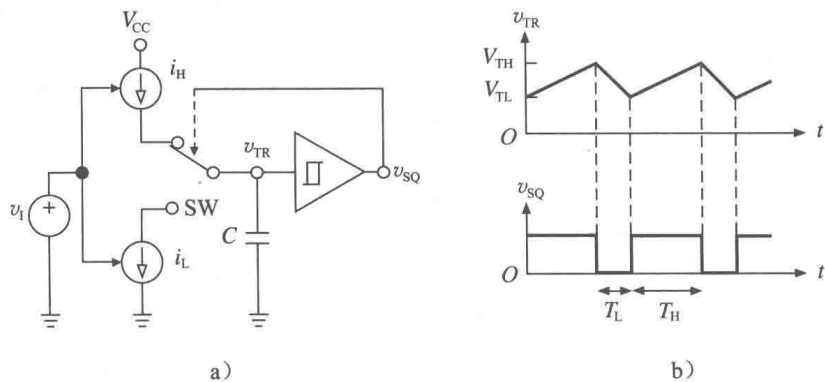 V_CC
i_H
v_TR
v_SQ
v_I
SW
C
i_L
a）
v_TR
V_TH
V_TL
O
t
v_SQ
O
t
T_L
T_H
b）